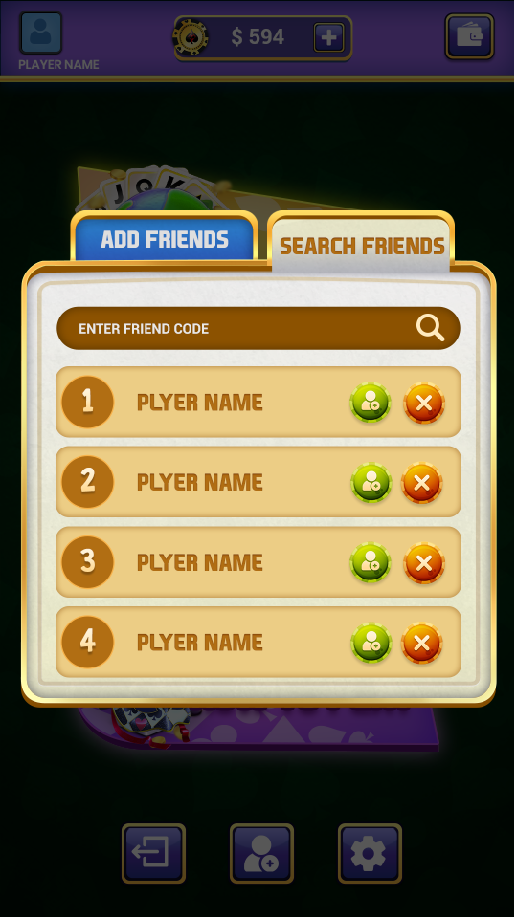 $ 594
PLAYER NAME
J Q K
ADD FRIENDS
SEARCH FRIENDS
ENTER FRIEND CODE
1 PLYER NAME
2 PLYER NAME
3 PLYER NAME
4 PLYER NAME